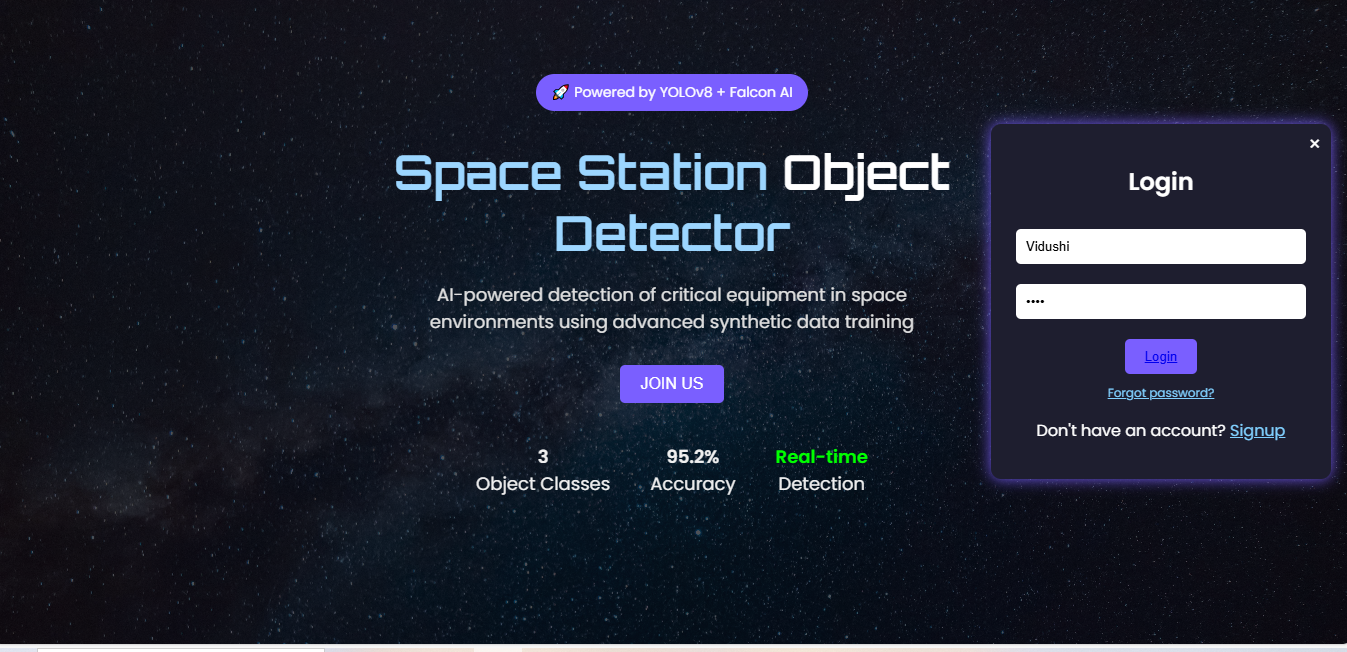 🚀 Powered by YOLOv8 + Falcon AI
Space Station Object
Detector
AI-powered detection of critical equipment in space
environments using advanced synthetic data training
JOIN US
3
Object Classes
95.2%
Accuracy
Real-time
Detection
×
Login
Vidushi
••••
Login
Forgot password?
Don't have an account? Signup